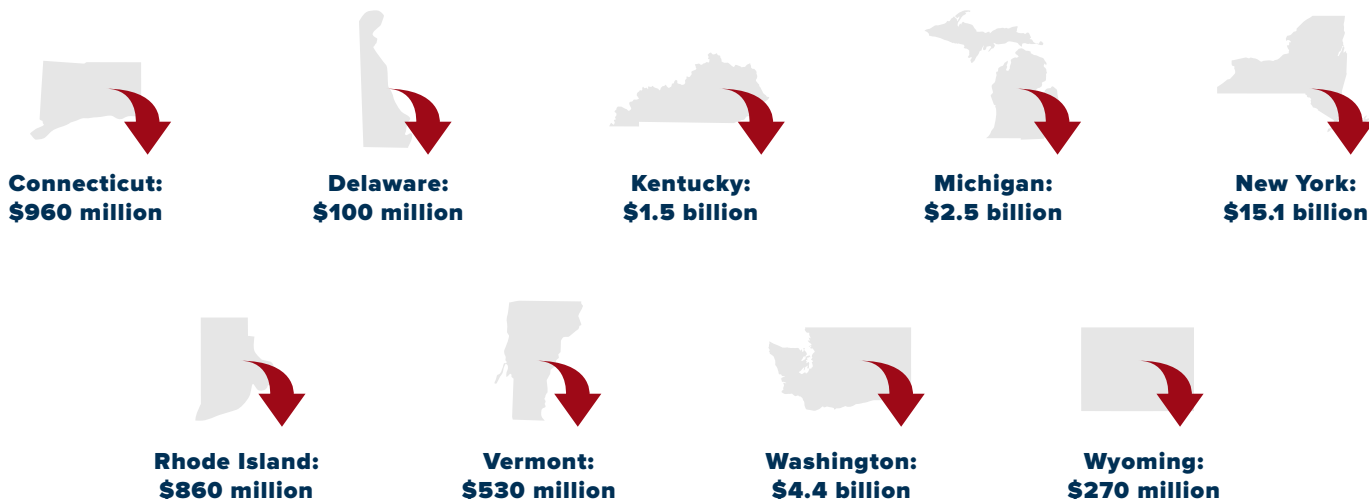 Connecticut:
$960 million
Delaware:
$100 million
Kentucky:
$1.5 billion
Michigan:
$2.5 billion
New York:
$15.1 billion
Rhode Island:
$860 million
Vermont:
$530 million
Washington:
$4.4 billion
Wyoming:
$270 million